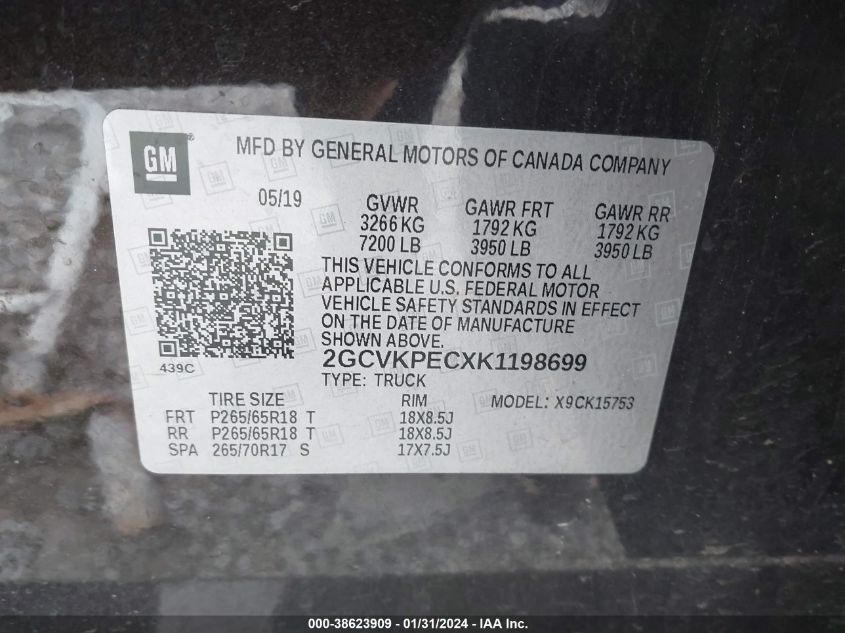 GM®
MFD BY GENERAL MOTORS OF CANADA COMPANY
05/19 GVWR GAWR FRT GAWR RR
3266 KG 1792 KG 1792 KG
7200 LB 3950 LB 3950 LB
THIS VEHICLE CONFORMS TO ALL
APPLICABLE U.S. FEDERAL MOTOR
VEHICLE SAFETY STANDARDS IN EFFECT
ON THE DATE OF MANUFACTURE
SHOWN ABOVE.
439C
2GCVKPECXK1198699
TYPE: TRUCK
TIRE SIZE RIM MODEL: X9CK15753
FRT P265/65R18 T 18X8.5J
RR P265/65R18 T 18X8.5J
SPA 265/70R17 S 17X7.5J
000-38623909 - 01/31/2024 - IAA Inc.